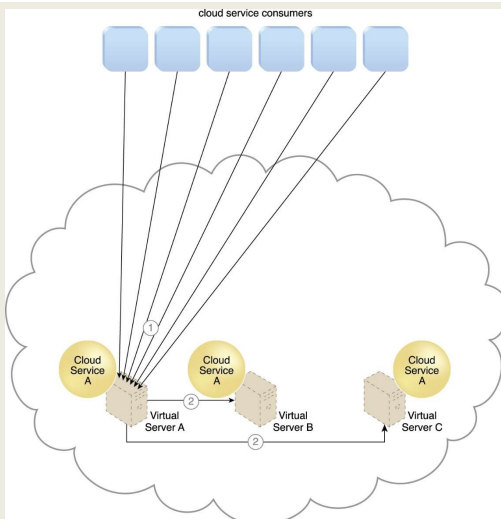 cloud service consumers
1
Cloud
Service
A
Cloud
Service
A
Cloud
Service
A
2
Virtual
Server A
Virtual
Server B
Virtual
Server C
2